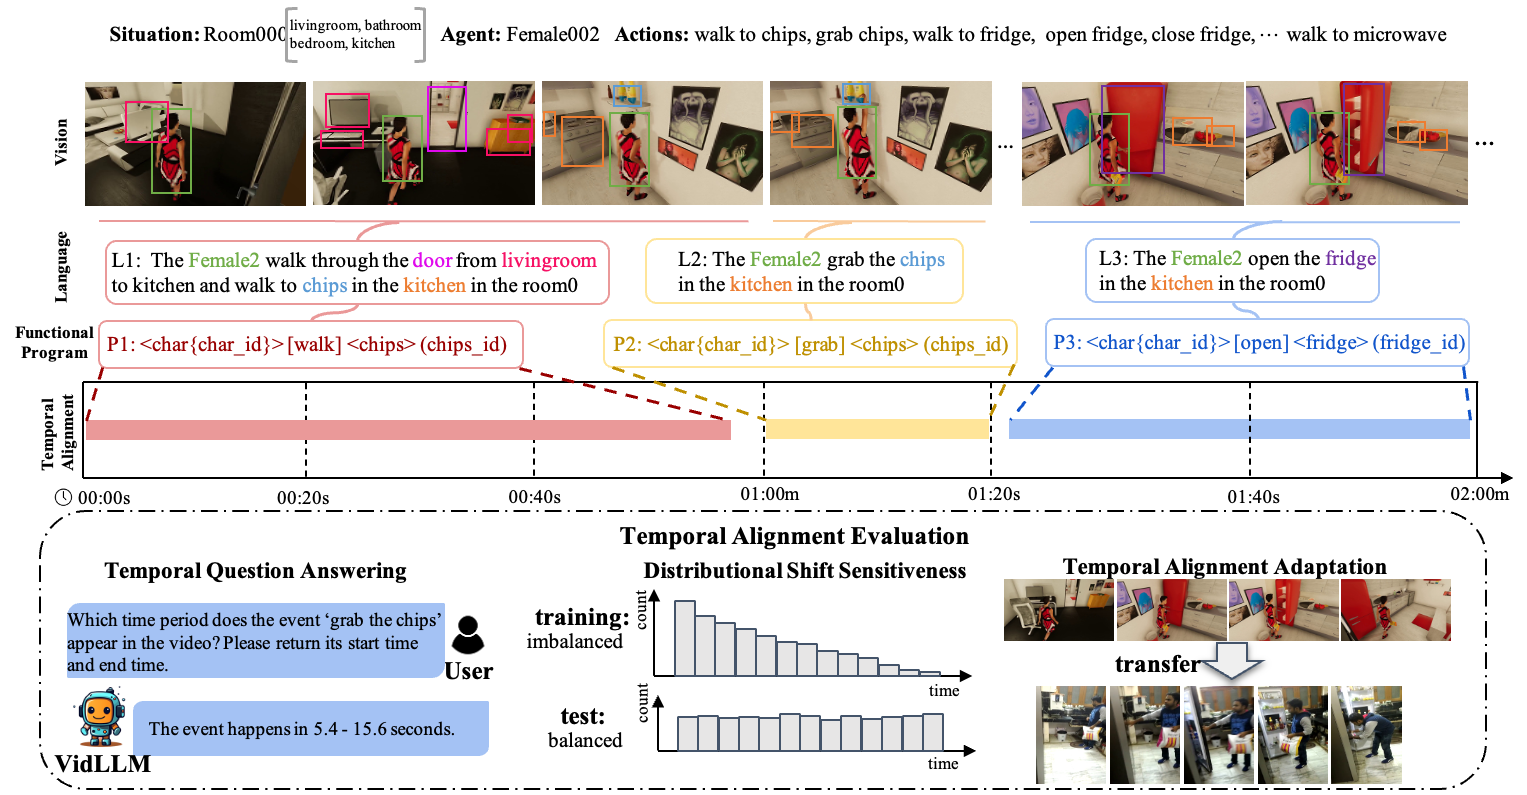 Situation: Room000 livingroom, bathroom
bedroom, kitchen
Agent: Female002 Actions: walk to chips, grab chips, walk to fridge, open fridge, close fridge, ⋯ walk to microwave
Vision
...
...
Language
L1: The Female2 walk through the door from livingroom
to kitchen and walk to chips in the kitchen in the room0
L2: The Female2 grab the chips
in the kitchen in the room0
L3: The Female2 open the fridge
in the kitchen in the room0
Functional
Program
P1: <char{char_id}> [walk] <chips> (chips_id)
P2: <char{char_id}> [grab] <chips> (chips_id)
P3: <char{char_id}> [open] <fridge> (fridge_id)
Temporal
Alignment
00:00s 00:20s 00:40s 01:00m 01:20s 01:40s 02:00m
Temporal Alignment Evaluation
Temporal Question Answering
Which time period does the event ‘grab the chips’
appear in the video? Please return its start time
and end time.
User
The event happens in 5.4 - 15.6 seconds.
VidLLM
Distributional Shift Sensitiveness
training:
imbalanced
count
time
test:
balanced
count
time
Temporal Alignment Adaptation
transfer